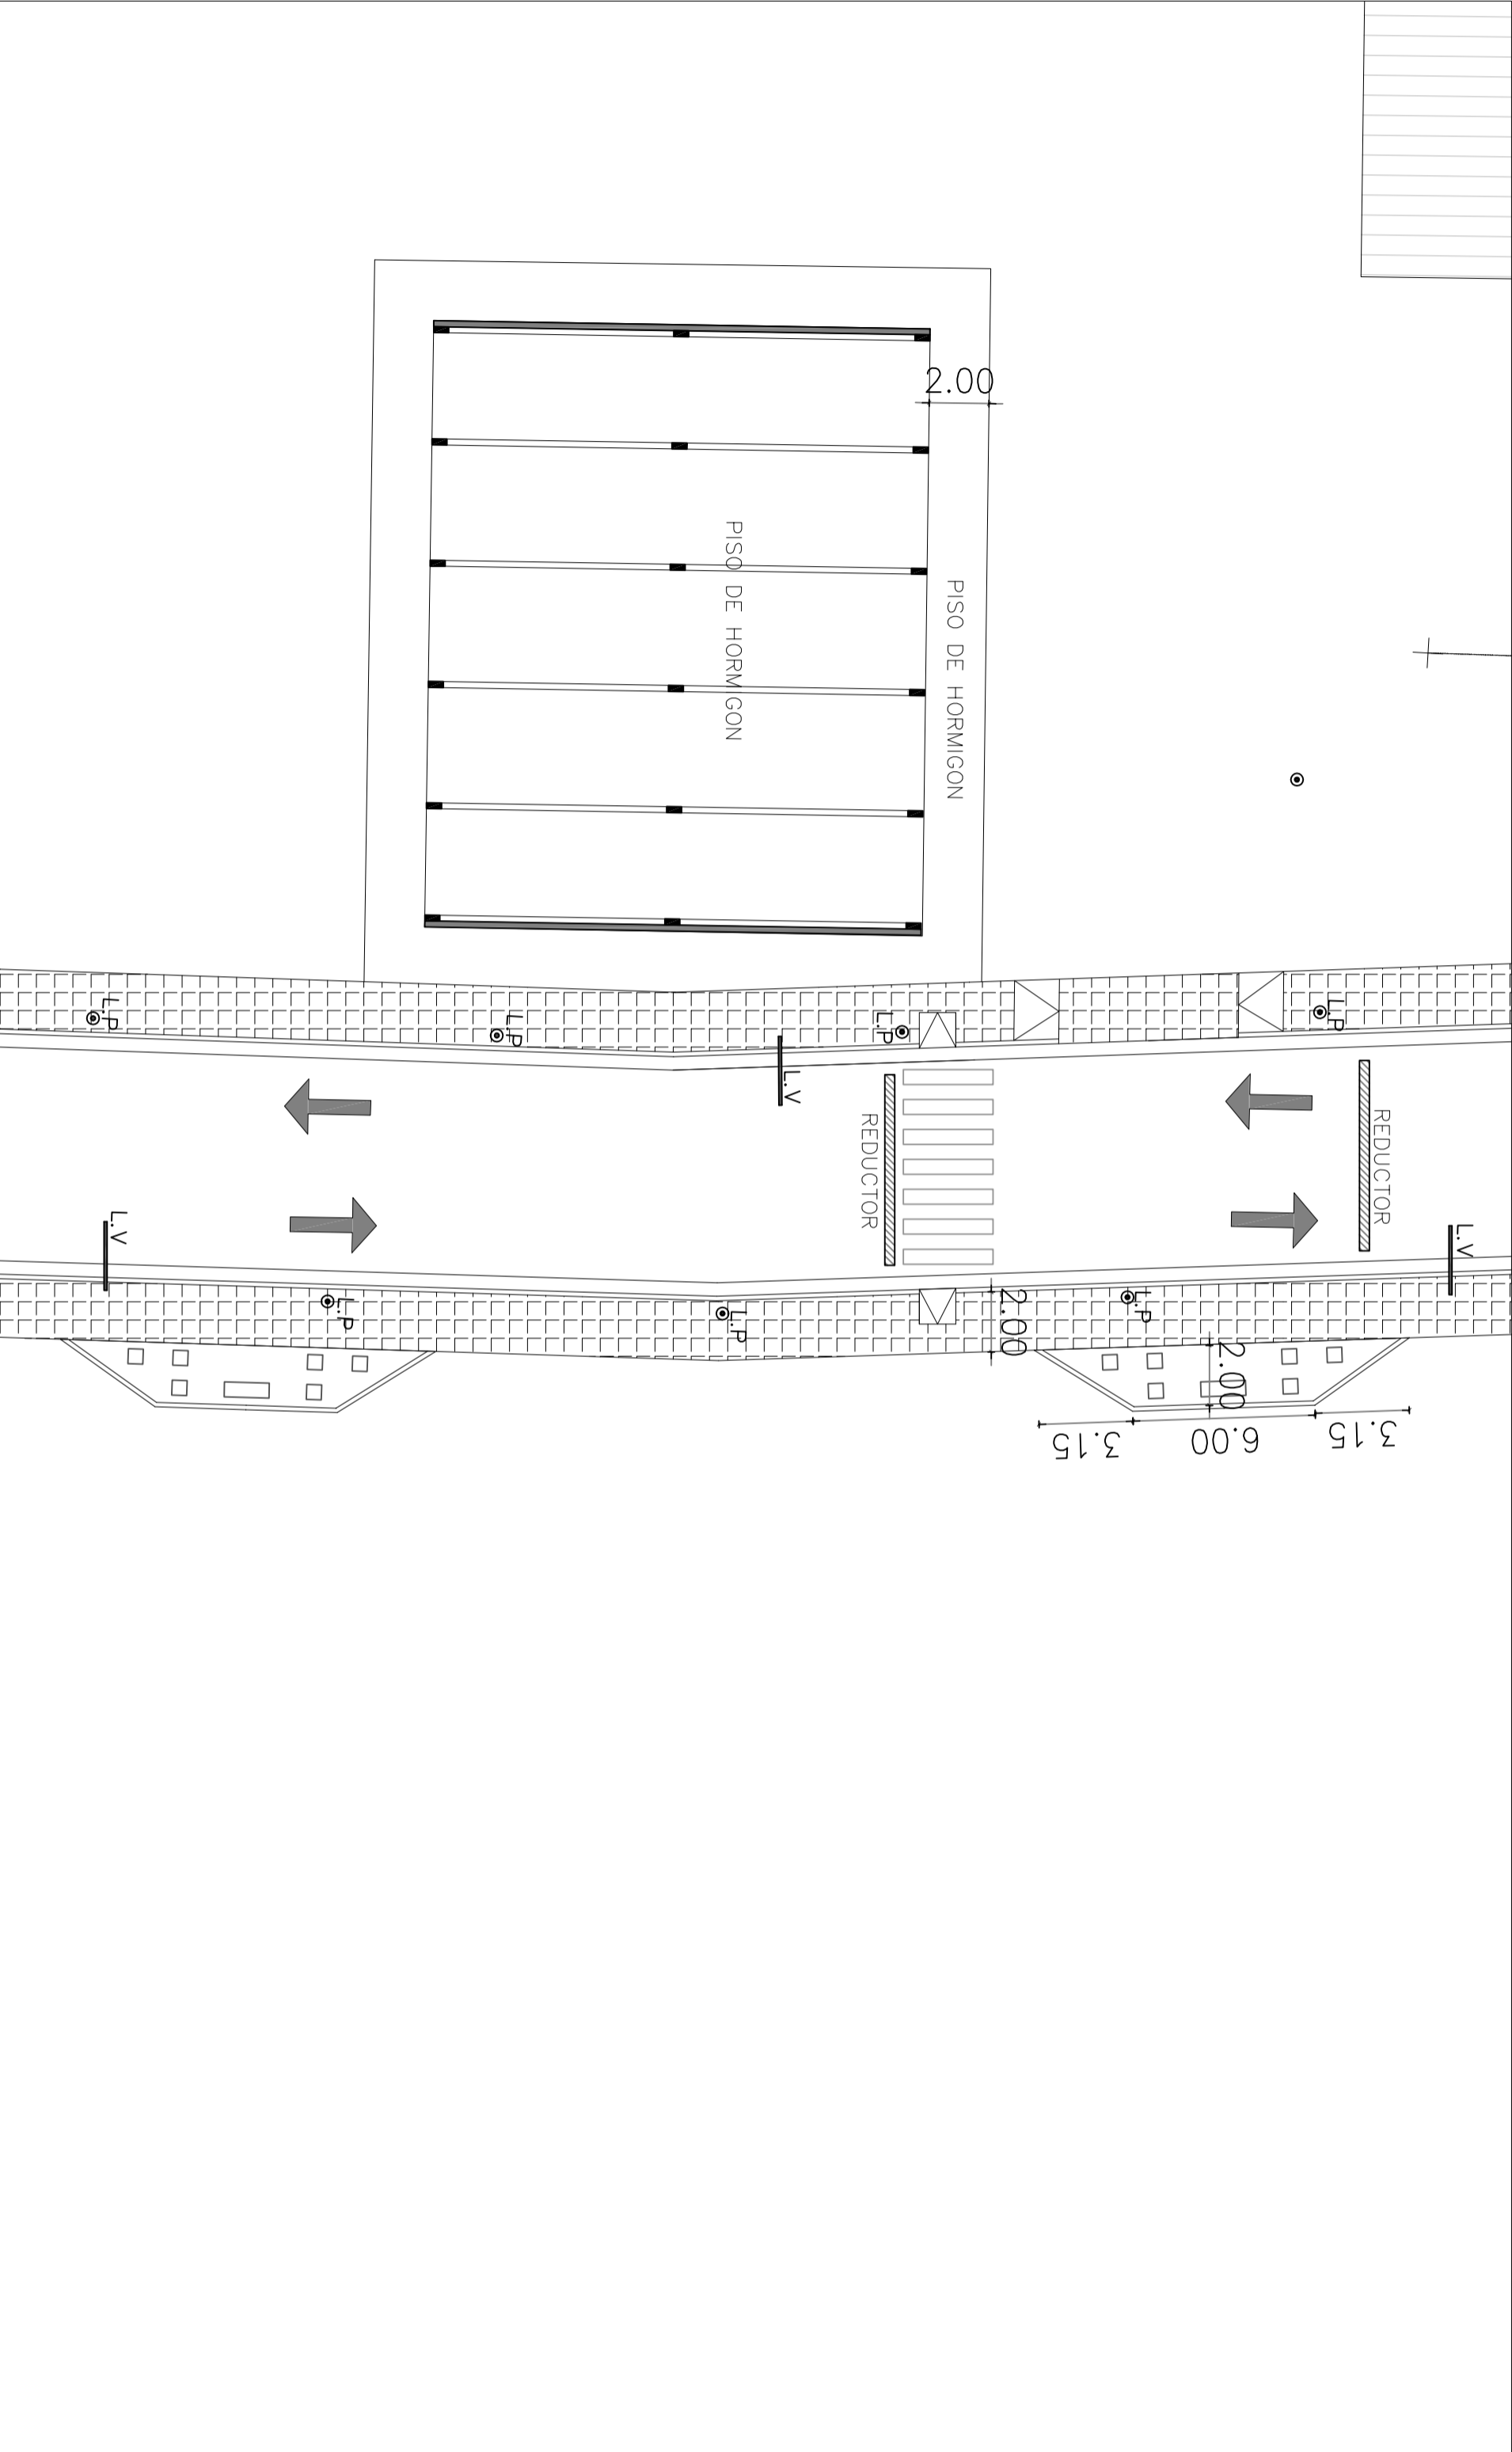 2.00
PISO DE HORMIGON
PISO DE HORMIGON
L.P
L.P
L.P
L.P
L.V
REDUCTOR
REDUCTOR
L.V
L.V
L.P
L.P
L.P
2.00
2.00
3.15
6.00
3.15